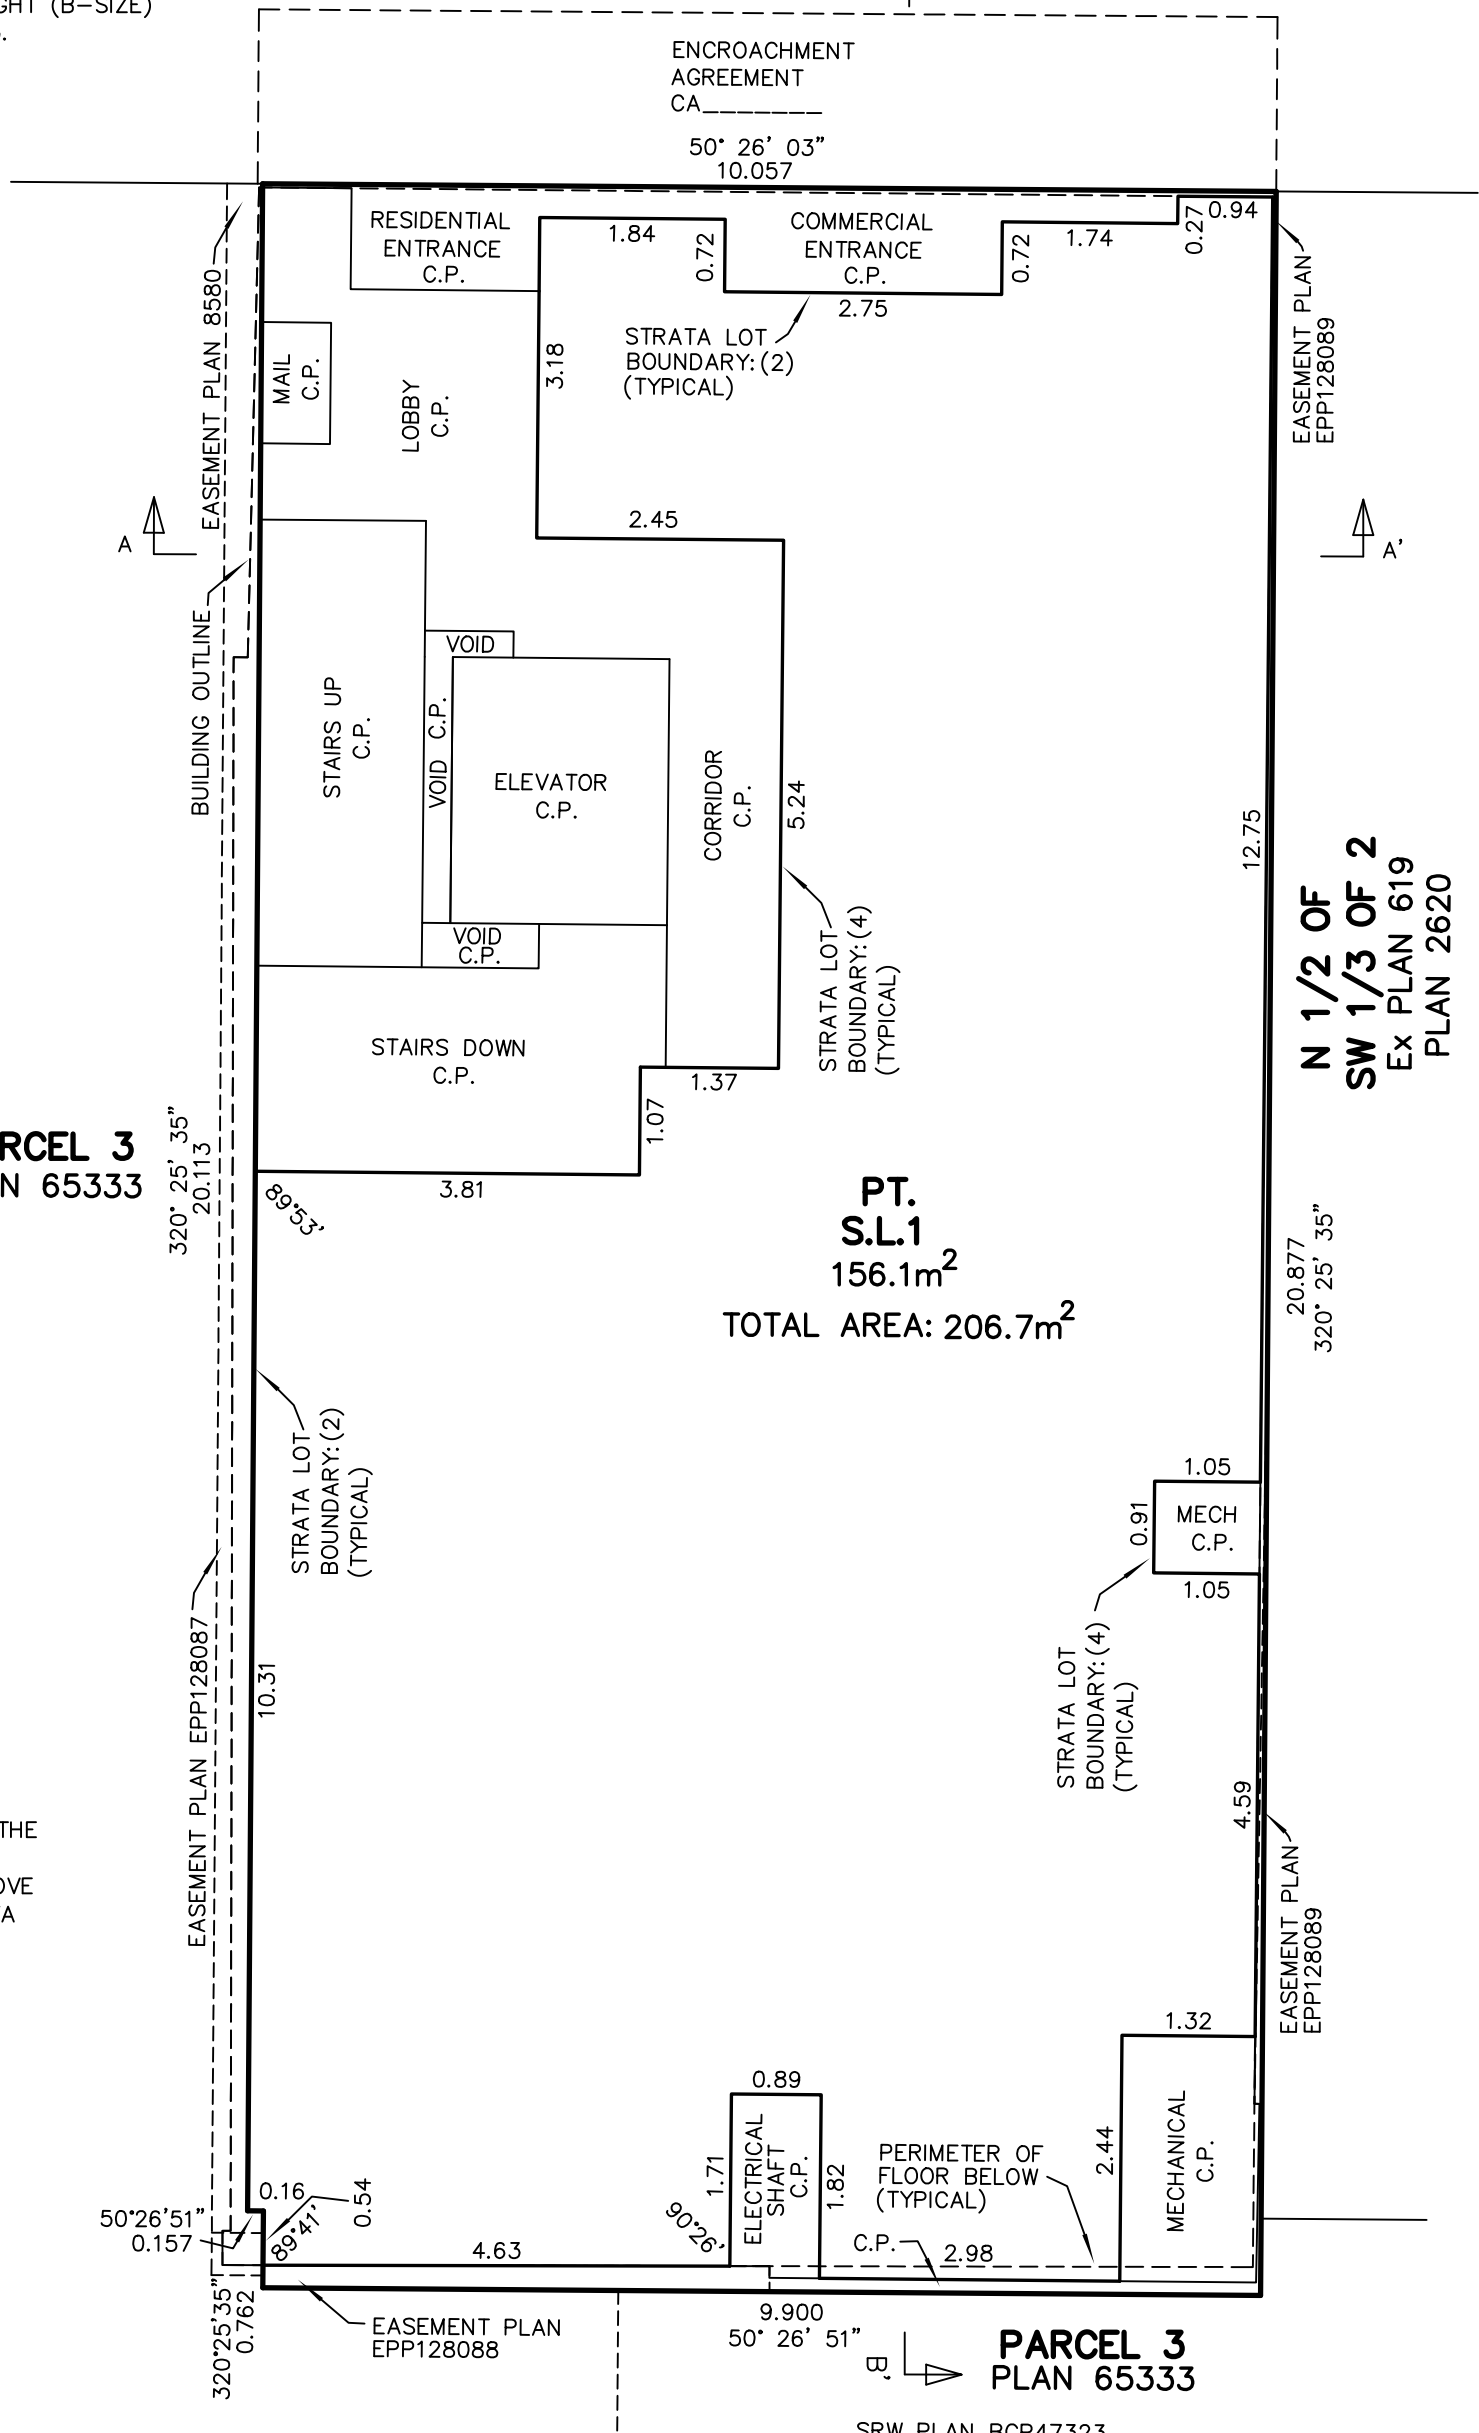 GHT (B-SIZE)
ENCROACHMENT
AGREEMENT
CA________
50° 26' 03"
10.057
RESIDENTIAL
ENTRANCE
C.P.
1.84
0.72
COMMERCIAL
ENTRANCE
C.P.
2.75
0.72
1.74
0.27
0.94
EASEMENT PLAN 8580
EASEMENT PLAN
EPP128089
MAIL
C.P.
LOBBY
C.P.
3.18
STRATA LOT
BOUNDARY:(2)
(TYPICAL)
2.45
A
A'
BUILDING OUTLINE
STAIRS UP
C.P.
VOID
VOID C.P.
ELEVATOR
C.P.
CORRIDOR
C.P.
5.24
12.75
VOID
C.P.
STRATA LOT
BOUNDARY:(4)
(TYPICAL)
N 1/2 OF
SW 1/3 OF 2
Ex PLAN 619
PLAN 2620
STAIRS DOWN
C.P.
1.37
1.07
3.81
89°53'
RCEL 3
N 65333
320° 25' 35"
20.113
PT.
S.L.1
156.1m2
TOTAL AREA: 206.7m2
20.877
320° 25' 35"
STRATA LOT
BOUNDARY:(2)
(TYPICAL)
1.05
0.91
MECH
C.P.
1.05
STRATA LOT
BOUNDARY:(4)
(TYPICAL)
EASEMENT PLAN EPP128087
10.31
4.59
THE
OVE
TA
EASEMENT PLAN
EPP128089
1.32
2.44
MECHANICAL
C.P.
0.89
1.71
ELECTRICAL
SHAFT
C.P.
1.82
PERIMETER OF
FLOOR BELOW
(TYPICAL)
C.P.
2.98
90°26'
0.16
0.54
89°41'
50°26'51"
0.157
4.63
320°25'35"
0.762
EASEMENT PLAN
EPP128088
9.900
50° 26' 51"
B'
PARCEL 3
PLAN 65333
SRW PLAN BCP47323